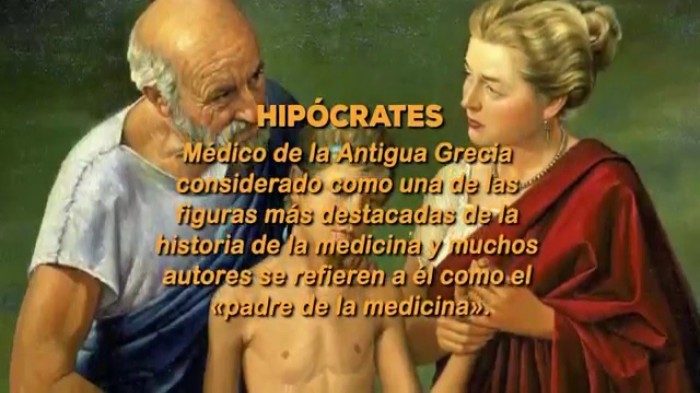 HIPÓCRATES
Médico de la Antigua Grecia
considerado como una de las
figuras más destacadas de la
historia de la medicina y muchos
autores se refieren a él como el
«padre de la medicina».